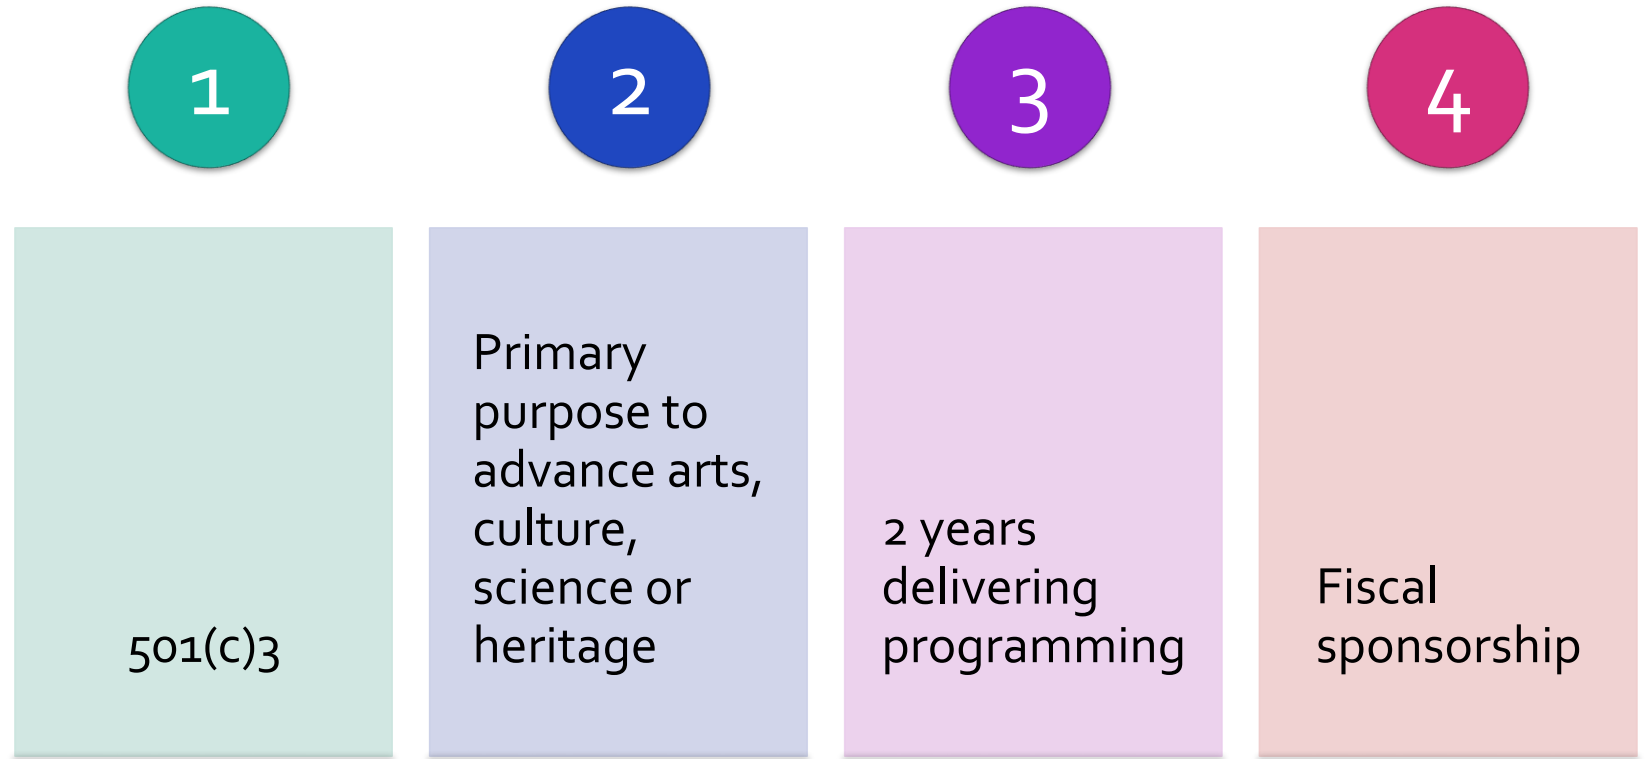 1
2
3
4
501(c)3
Primary
purpose to
advance arts,
culture,
science or
heritage
2 years
delivering
programming
Fiscal
sponsorship